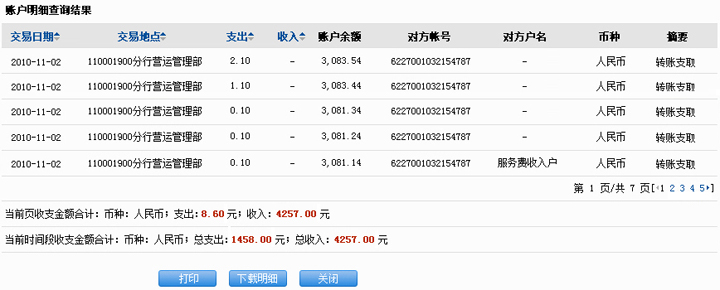 账户明细查询结果
交易日期 交易地点 支出 收入 账户余额 对方帐号 对方户名 币种 摘要
2010-11-02 110001900分行营运管理部 2.10 - 3,083.54 6227001032154787 - 人民币 转账支取
2010-11-02 110001900分行营运管理部 1.10 - 3,083.44 6227001032154787 - 人民币 转账支取
2010-11-02 110001900分行营运管理部 0.10 - 3,081.34 6227001032154787 - 人民币 转账支取
2010-11-02 110001900分行营运管理部 0.10 - 3,081.24 6227001032154787 - 人民币 转账支取
2010-11-02 110001900分行营运管理部 0.10 - 3,081.14 6227001032154787 服务费收入户 人民币 转账支取
第 1 页/共 7 页[1 2 3 4 5]
当前页收支金额合计：币种：人民币；支出：8.60 元；收入：4257.00 元
当前时间段收支金额合计：币种：人民币；总支出：1458.00 元；总收入：4257.00 元
打印 下载明细 关闭